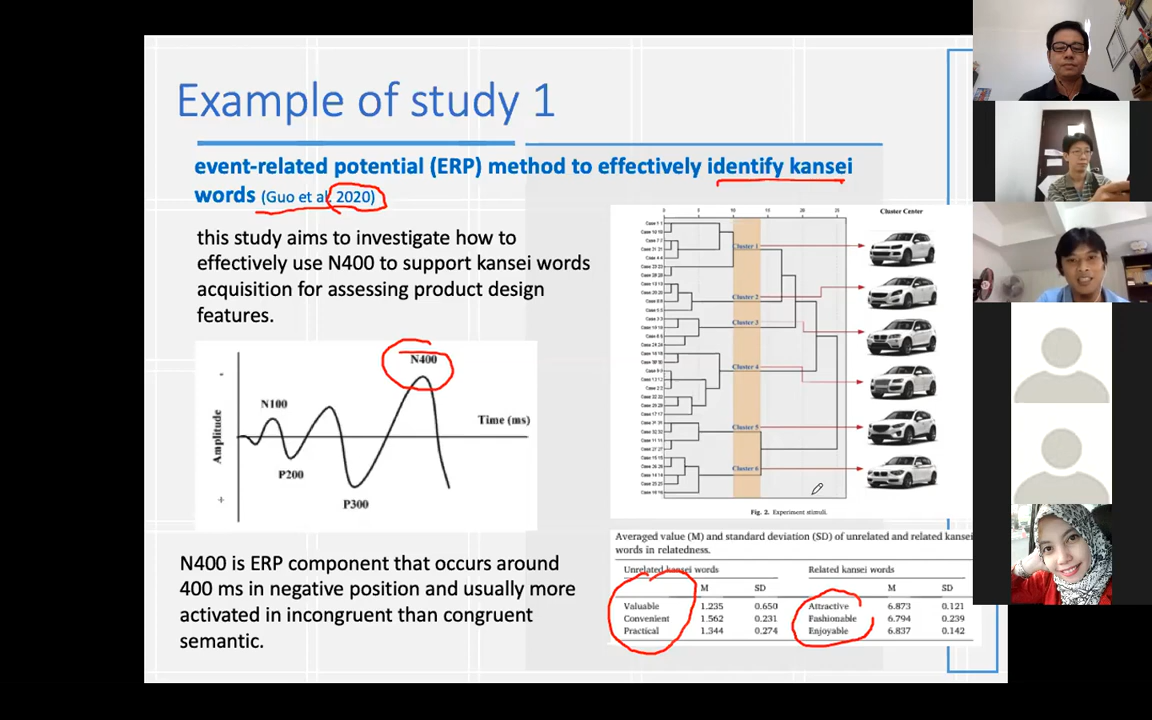 Example of study 1
event-related potential (ERP) method to effectively identify kansei
words (Guo et al. 2020)
this study aims to investigate how to
effectively use N400 to support kansei words
acquisition for assessing product design
features.
N400
N100
Time (ms)
Amplitude
-
+
P200
P300
N400 is ERP component that occurs around
400 ms in negative position and usually more
activated in incongruent than congruent
semantic.
Cluster Center
Cluster 1
Cluster 2
Cluster 3
Cluster 4
Cluster 5
Cluster 6
Fig. 2. Experiment stimuli.
Averaged value (M) and standard deviation (SD) of unrelated and related kansei
words in relatedness.
Unrelated kansei words Related kansei words
M SD M SD
Valuable 1.235 0.650 Attractive 6.873 0.121
Convenient 1.562 0.231 Fashionable 6.794 0.239
Practical 1.344 0.274 Enjoyable 6.837 0.142